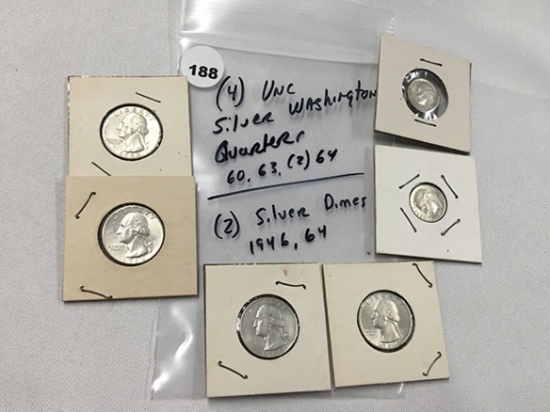 188
(4) UNC
Silver Washington
Quarters
60, 63, (2) 64
(2) Silver Dimes
1946, 64